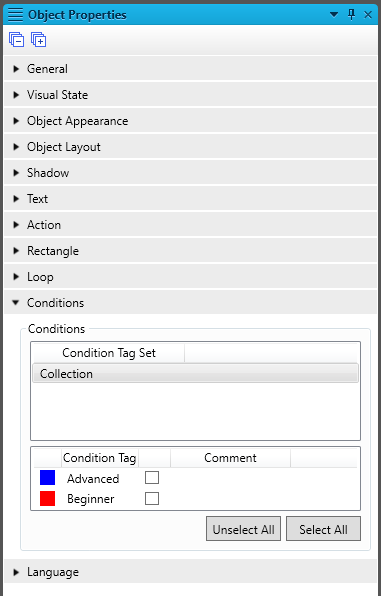 Object Properties
General
Visual State
Object Appearance
Object Layout
Shadow
Text
Action
Rectangle
Loop
Conditions
Conditions
Condition Tag Set
Collection
Condition Tag Comment
Advanced
Beginner
Unselect All Select All
Language